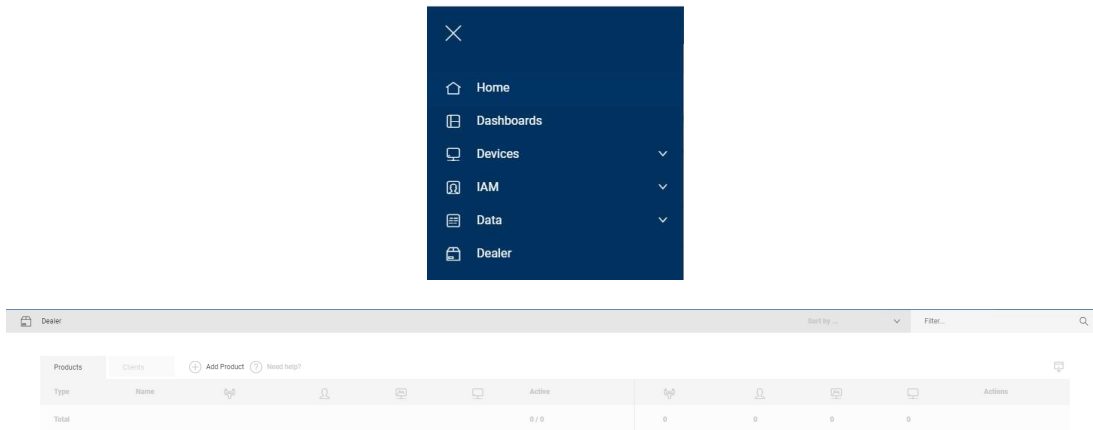 Home
Dashboards
Devices
IAM
Data
Dealer
Dealer Sort by ... Filter...
Products Clients Add Product Need help?
Type Name Active Actions
Total 0 / 0 0 0 0 0